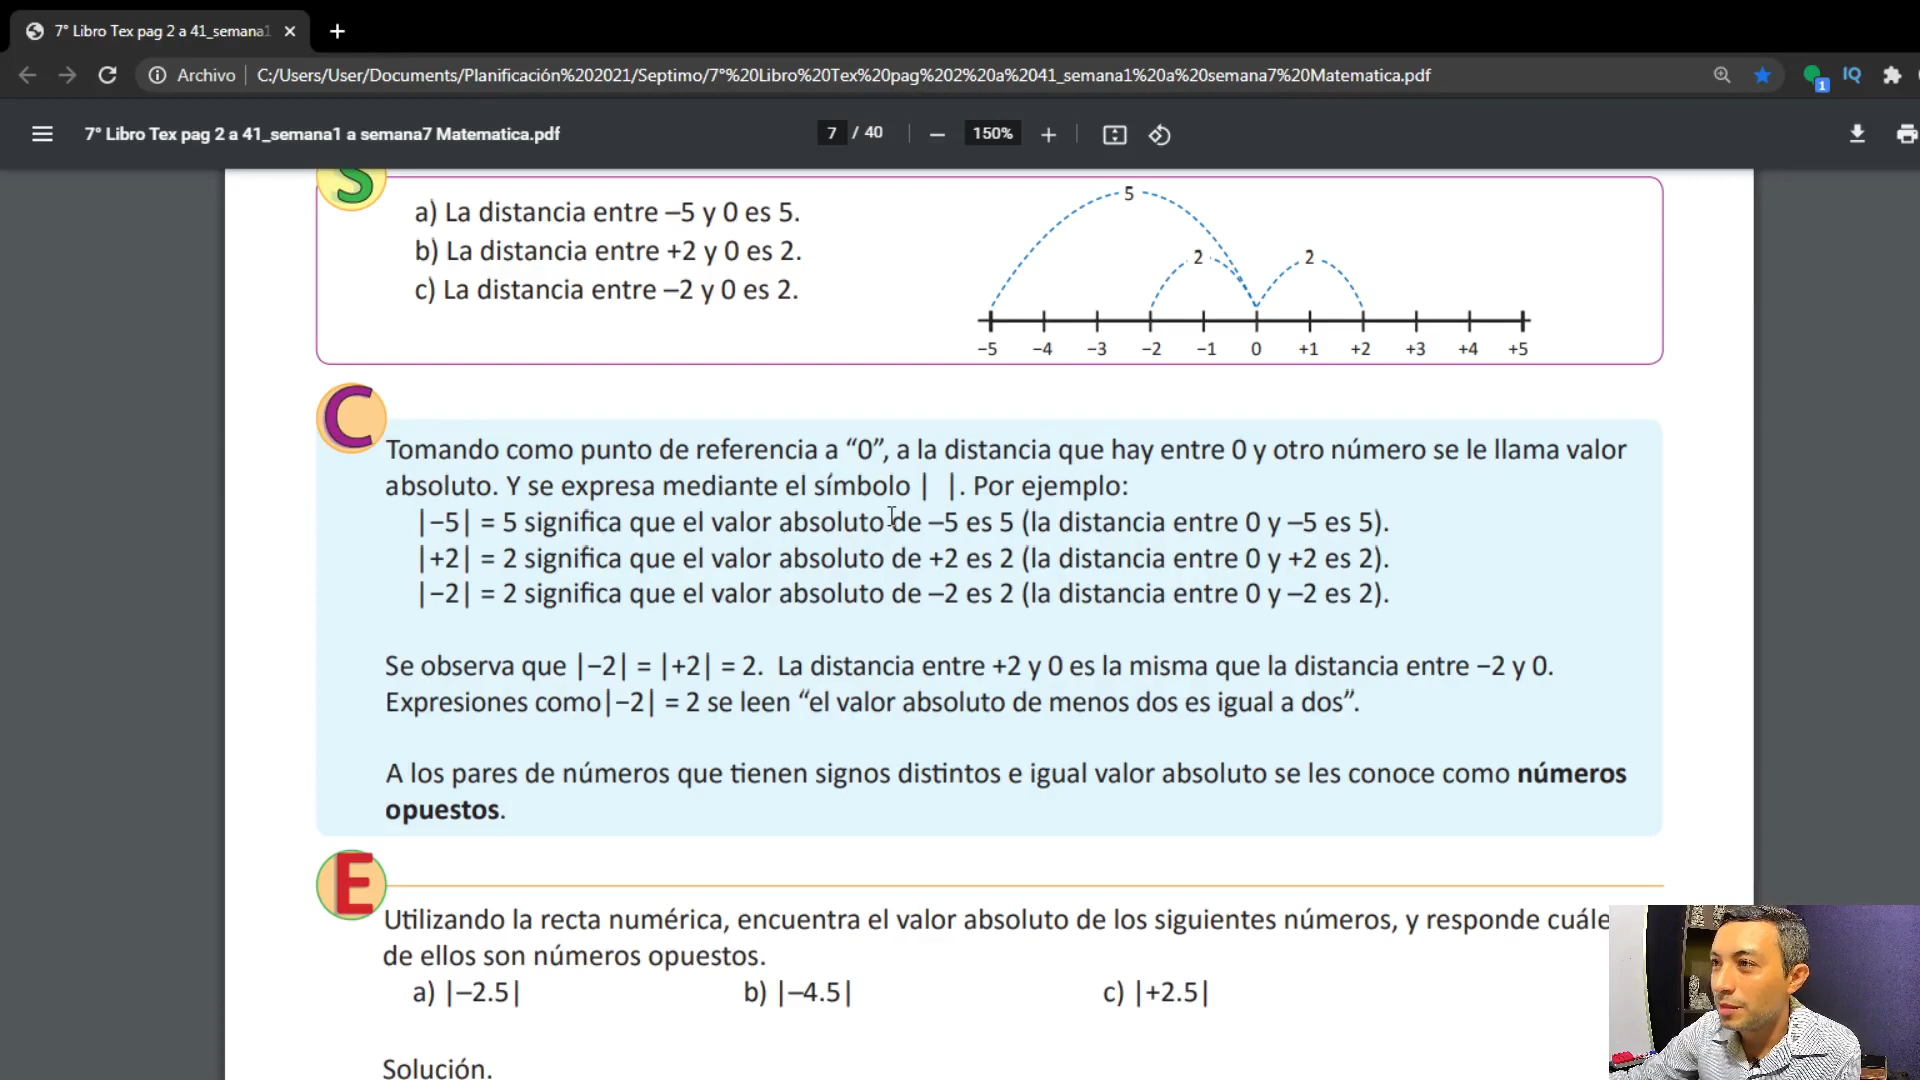 7° Libro Tex pag 2 a 41_semana1
Archivo C:/Users/User/Documents/Planificación%202021/Septimo/7°%20Libro%20Tex%20pag%202%20a%2041_semana1%20a%20semana7%20Matematica.pdf
1 IQ
7° Libro Tex pag 2 a 41_semana1 a semana7 Matematica.pdf
7 / 40
150%
S
a) La distancia entre –5 y 0 es 5.
b) La distancia entre +2 y 0 es 2.
c) La distancia entre –2 y 0 es 2.
5
2 2
−5 −4 −3 −2 −1 0 +1 +2 +3 +4 +5
C
Tomando como punto de referencia a “0”, a la distancia que hay entre 0 y otro número se le llama valor
absoluto. Y se expresa mediante el símbolo | |. Por ejemplo:
|−5| = 5 significa que el valor absoluto de –5 es 5 (la distancia entre 0 y –5 es 5).
|+2| = 2 significa que el valor absoluto de +2 es 2 (la distancia entre 0 y +2 es 2).
|−2| = 2 significa que el valor absoluto de –2 es 2 (la distancia entre 0 y –2 es 2).
Se observa que |−2| = |+2| = 2. La distancia entre +2 y 0 es la misma que la distancia entre −2 y 0.
Expresiones como|−2| = 2 se leen “el valor absoluto de menos dos es igual a dos”.
A los pares de números que tienen signos distintos e igual valor absoluto se les conoce como números
opuestos.
E
Utilizando la recta numérica, encuentra el valor absoluto de los siguientes números, y responde cuále
de ellos son números opuestos.
a) |–2.5| b) |–4.5| c) |+2.5|
Solución.